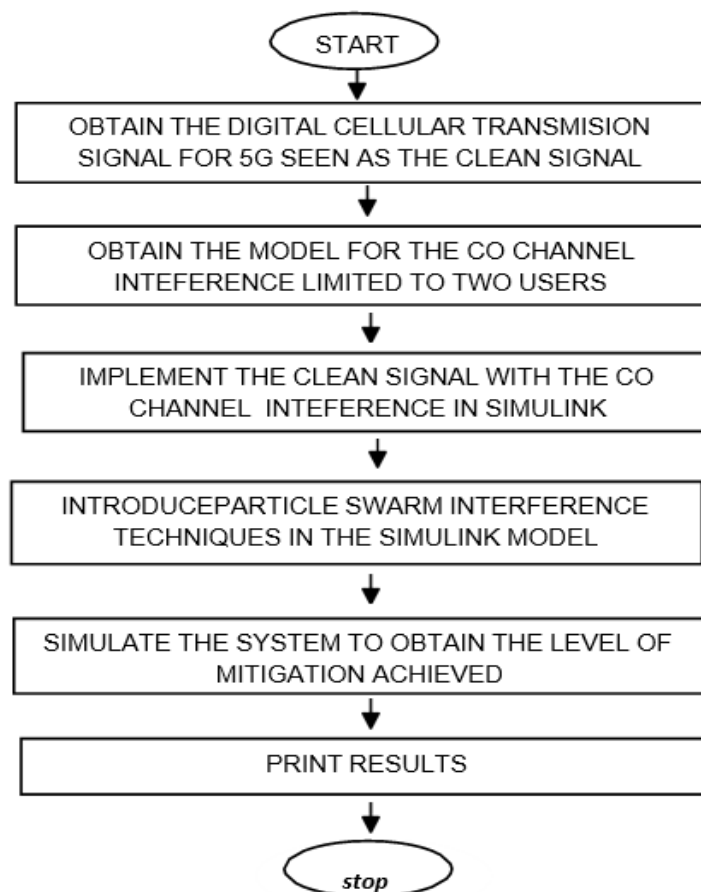 START
OBTAIN THE DIGITAL CELLULAR TRANSMISION
SIGNAL FOR 5G SEEN AS THE CLEAN SIGNAL
OBTAIN THE MODEL FOR THE CO CHANNEL
INTEFERENCE LIMITED TO TWO USERS
IMPLEMENT THE CLEAN SIGNAL WITH THE CO
CHANNEL INTEFERENCE IN SIMULINK
INTRODUCEPARTICLE SWARM INTERFERENCE
TECHNIQUES IN THE SIMULINK MODEL
SIMULATE THE SYSTEM TO OBTAIN THE LEVEL OF
MITIGATION ACHIEVED
PRINT RESULTS
stop